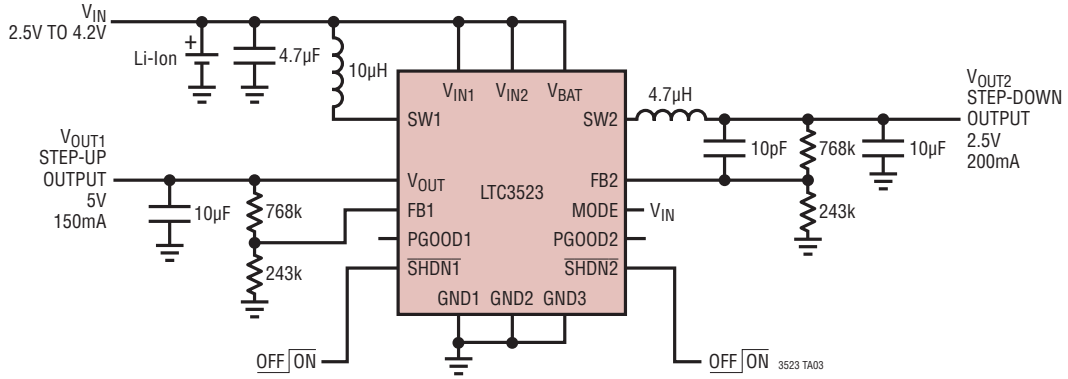 VIN
2.5V TO 4.2V
+
Li-Ion
4.7µF
10µH
VOUT1
STEP-UP
OUTPUT
5V
150mA
10µF
768k
243k
OFF ON
VIN1
VIN2
VBAT
SW1
SW2
VOUT
LTC3523
FB2
FB1
MODE
VIN
PGOOD1
PGOOD2
SHDN1
SHDN2
GND1
GND2
GND3
4.7µH
10pF
768k
10µF
243k
VOUT2
STEP-DOWN
OUTPUT
2.5V
200mA
OFF ON
3523 TA03